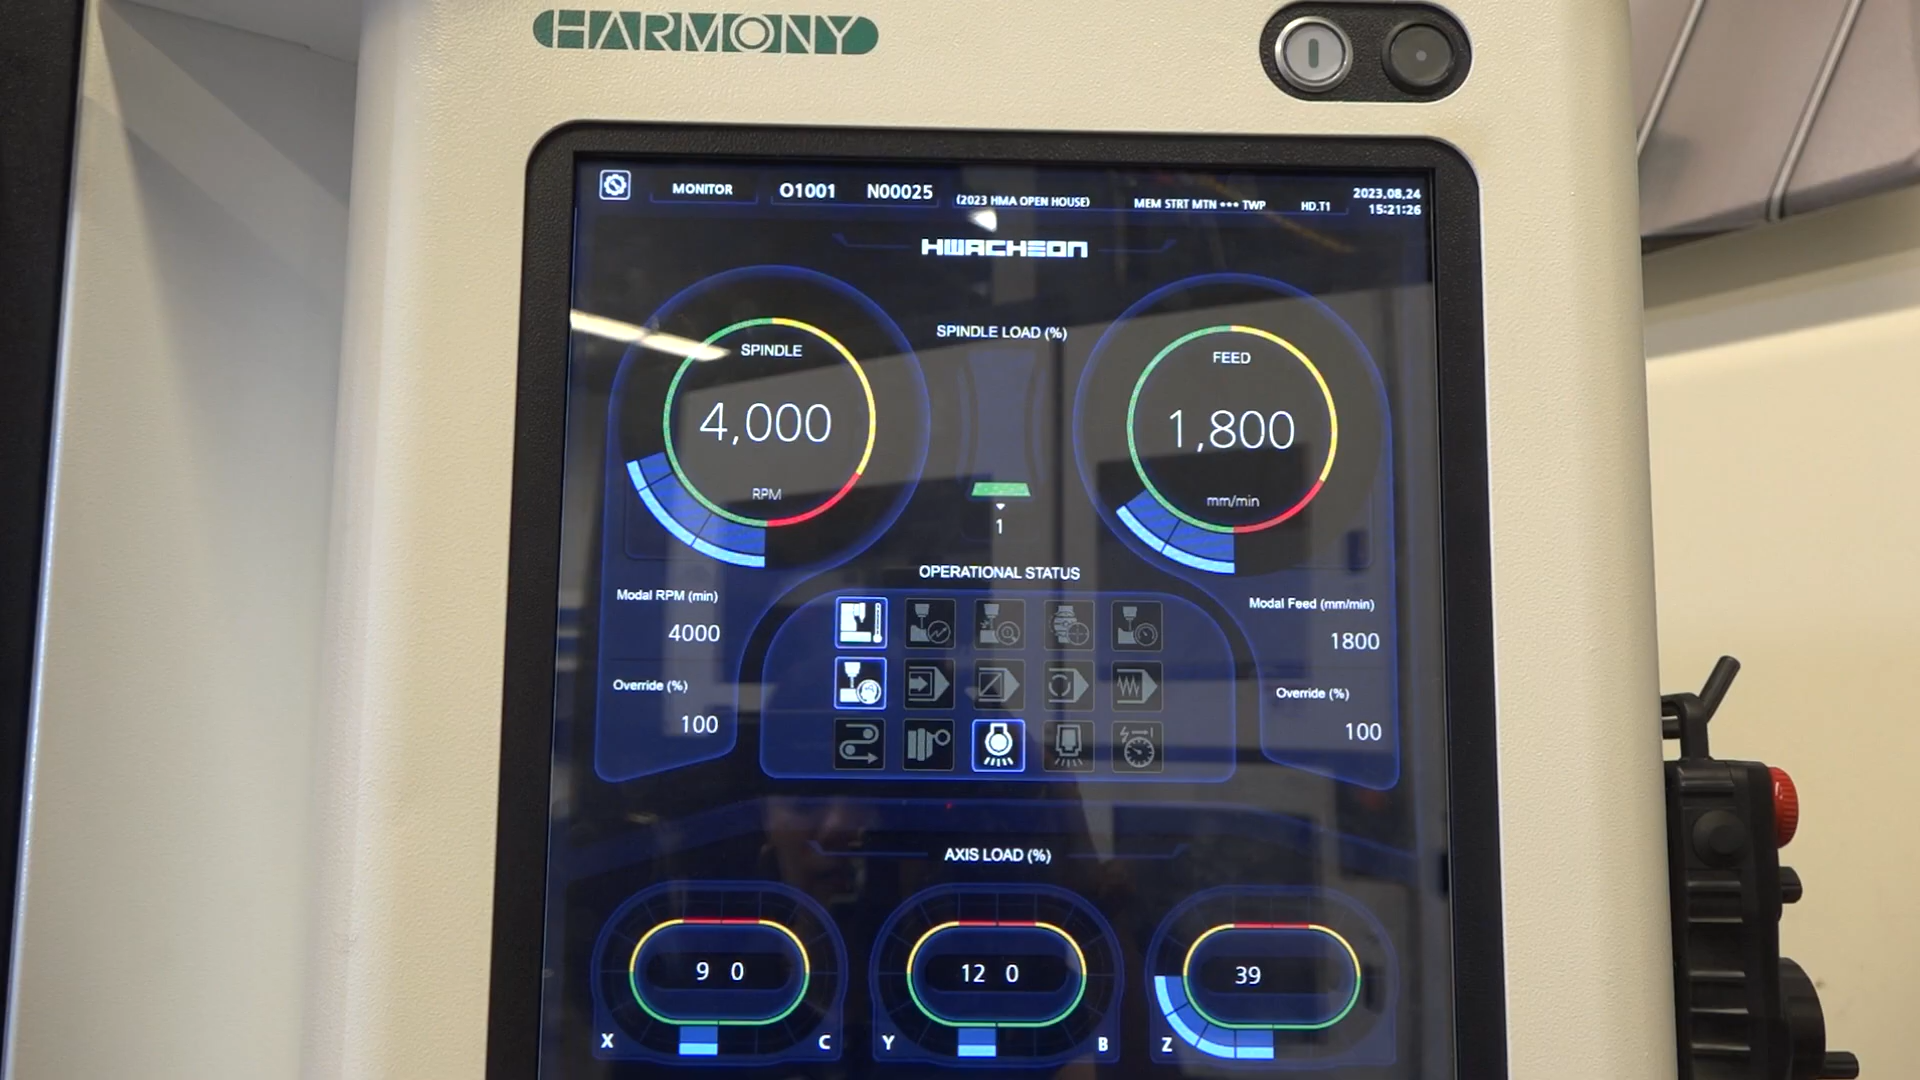 HARMONY
MONITOR O1001 N00025 (2023 HMA OPEN HOUSE) MEM STRT MTN *** TWP HD.T1 2023.08.24
15:21:26
HWACHEON
SPINDLE
4,000
RPM
SPINDLE LOAD (%)
1
FEED
1,800
mm/min
Modal RPM (min)
4000
Override (%)
100
OPERATIONAL STATUS
Modal Feed (mm/min)
1800
Override (%)
100
AXIS LOAD (%)
9 0
X C
12 0
Y B
39
Z